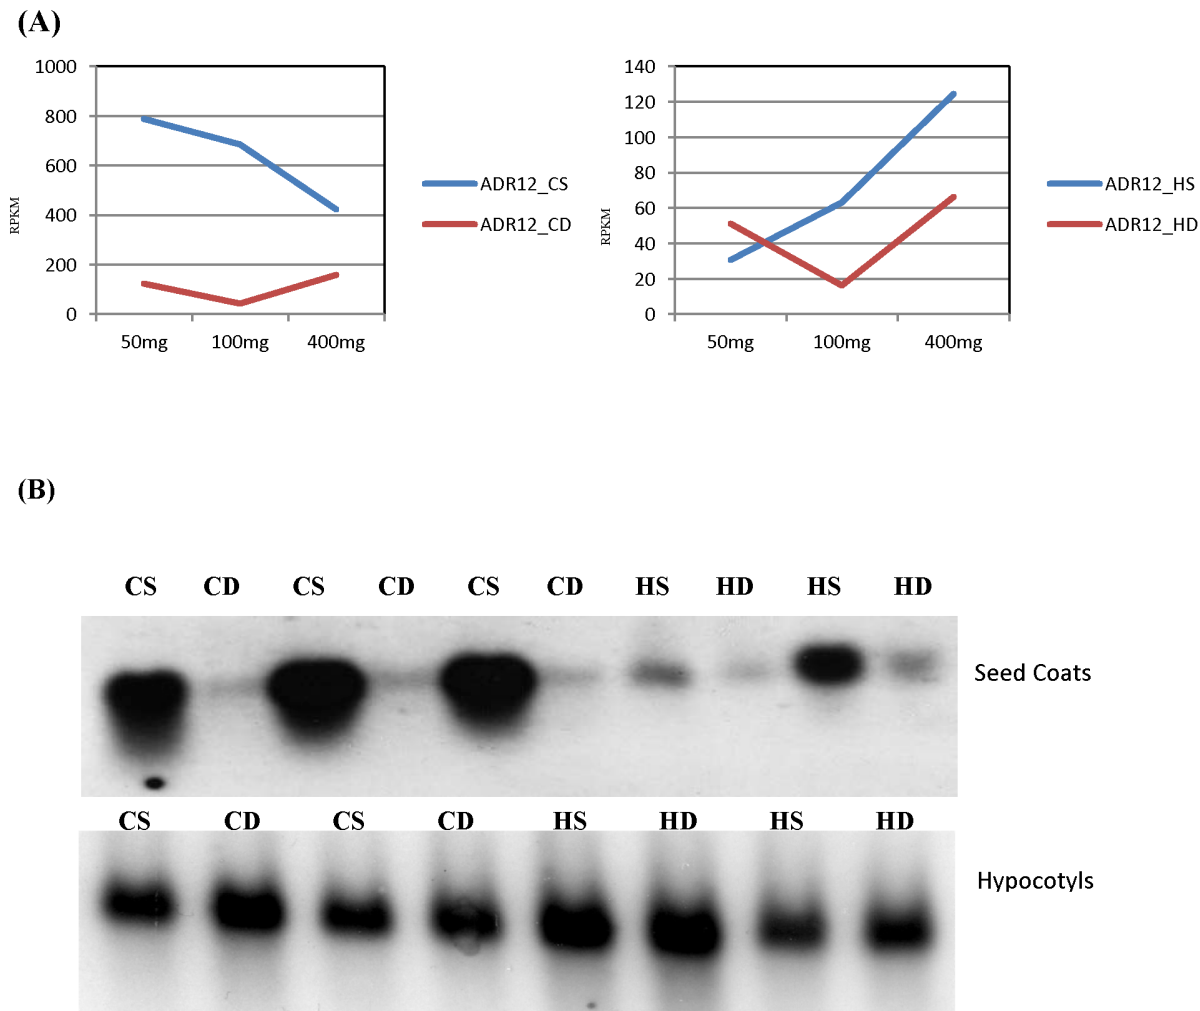 (A)
1000
800
600
400
200
0
RPKM
50mg 100mg 400mg
ADR12_CS
ADR12_CD
140
120
100
80
60
40
20
0
RPKM
50mg 100mg 400mg
ADR12_HS
ADR12_HD
(B)
CS CD CS CD CS CD HS HD HS HD
Seed Coats
CS CD CS CD HS HD HS HD
Hypocotyls